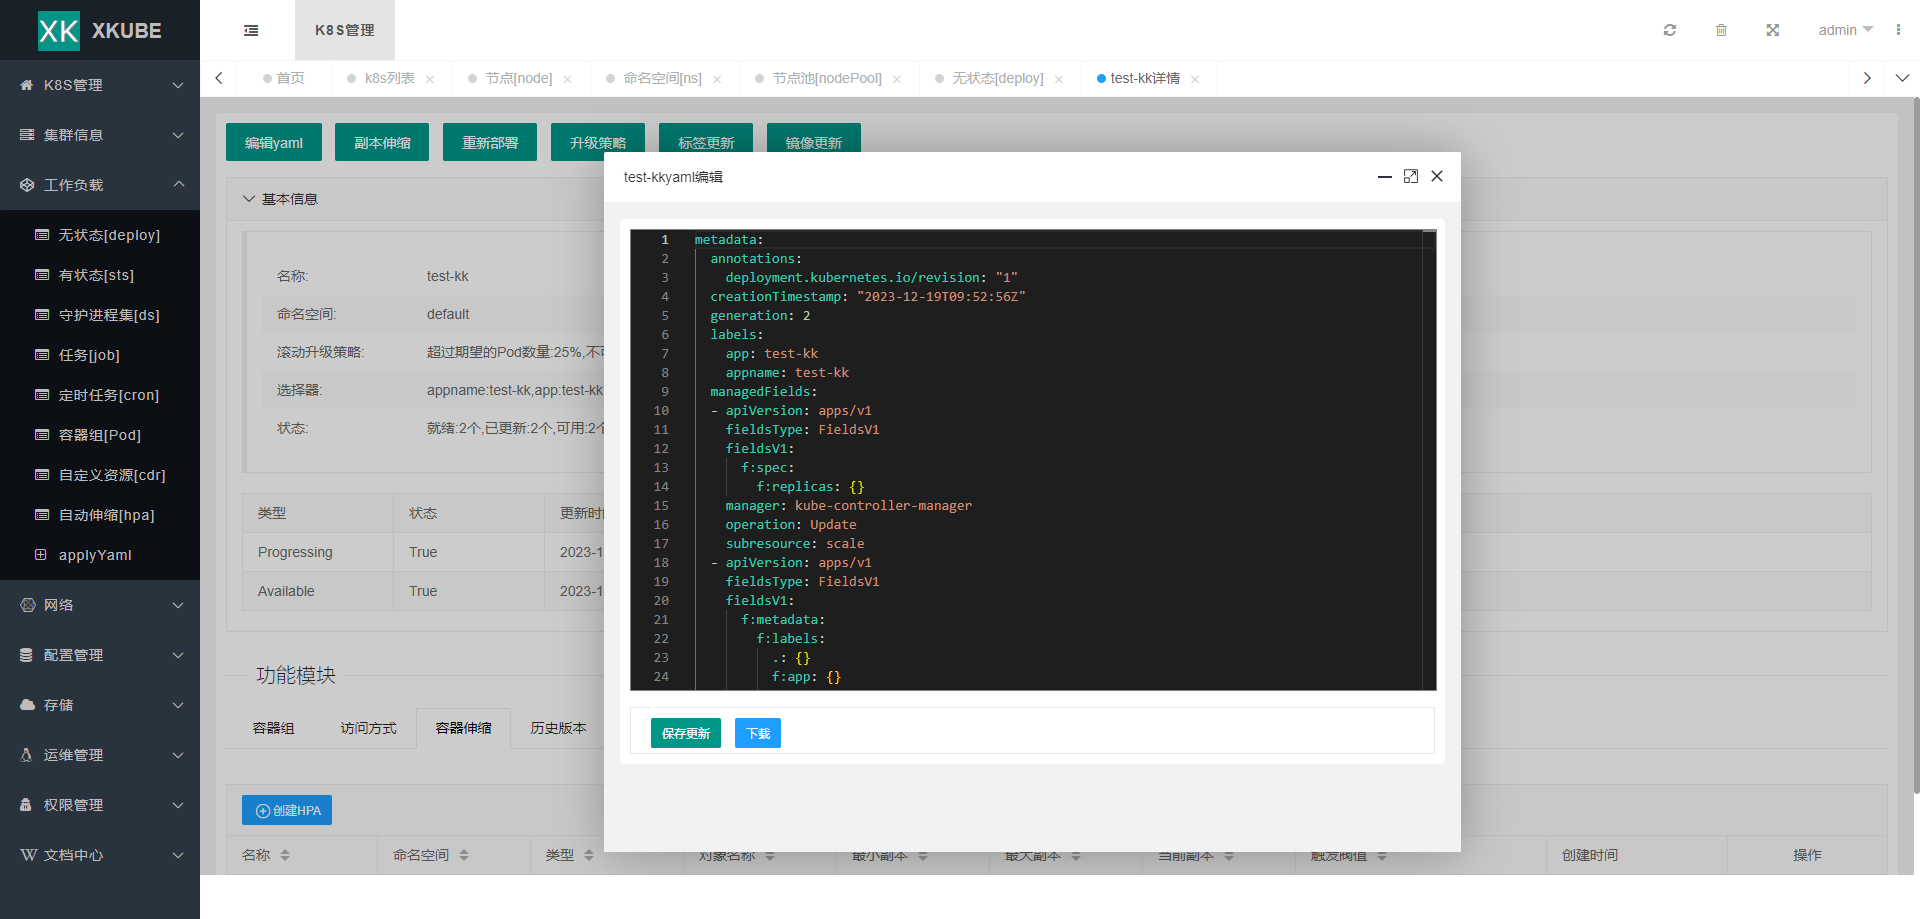 XK XKUBE
K8S管理
admin
首页
k8s列表
节点[node]
命名空间[ns]
节点池[nodePool]
无状态[deploy]
test-kk详情
K8S管理
集群信息
工作负载
无状态[deploy]
有状态[sts]
守护进程集[ds]
任务[job]
定时任务[cron]
容器组[Pod]
自定义资源[cdr]
自动伸缩[hpa]
applyYaml
网络
配置管理
存储
运维管理
权限管理
文档中心
编辑yaml
副本伸缩
重新部署
升级策略
标签更新
镜像更新
基本信息
名称: test-kk
命名空间: default
滚动升级策略: 超过期望的Pod数量:25%,不
选择器: appname:test-kk,app:test-kk
状态: 就绪:2个,已更新:2个,可用:2
类型 状态 更新时
Progressing True 2023-1
Available True 2023-1
功能模块
容器组
访问方式
容器伸缩
历史版本
创建HPA
名称 命名空间 类型 对象名称 最小副本 最大副本 当前副本 触发阀值 创建时间 操作
test-kkyaml编辑
1 metadata:
2 annotations:
3 deployment.kubernetes.io/revision: "1"
4 creationTimestamp: "2023-12-19T09:52:56Z"
5 generation: 2
6 labels:
7 app: test-kk
8 appname: test-kk
9 managedFields:
10 - apiVersion: apps/v1
11 fieldsType: FieldsV1
12 fieldsV1:
13 f:spec:
14 f:replicas: {}
15 manager: kube-controller-manager
16 operation: Update
17 subresource: scale
18 - apiVersion: apps/v1
19 fieldsType: FieldsV1
20 fieldsV1:
21 f:metadata:
22 f:labels:
23 .: {}
24 f:app: {}
保存更新
下载